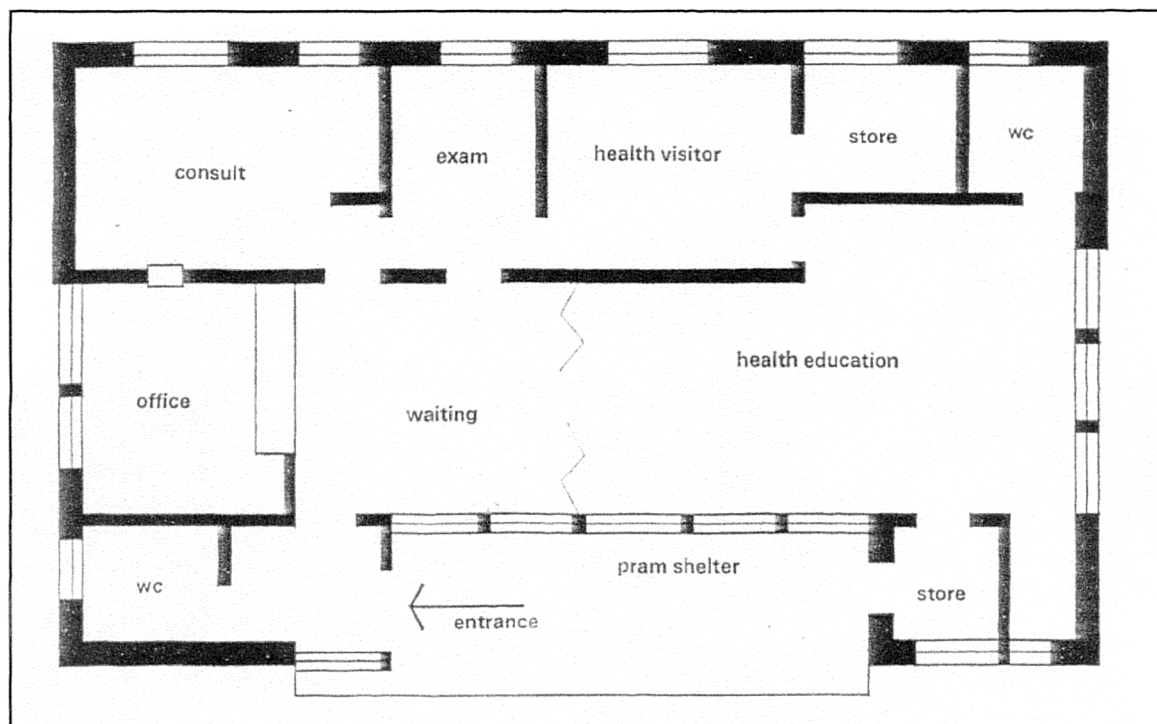 consult
exam
health visitor
store
wc
office
waiting
health education
wc
entrance
pram shelter
store